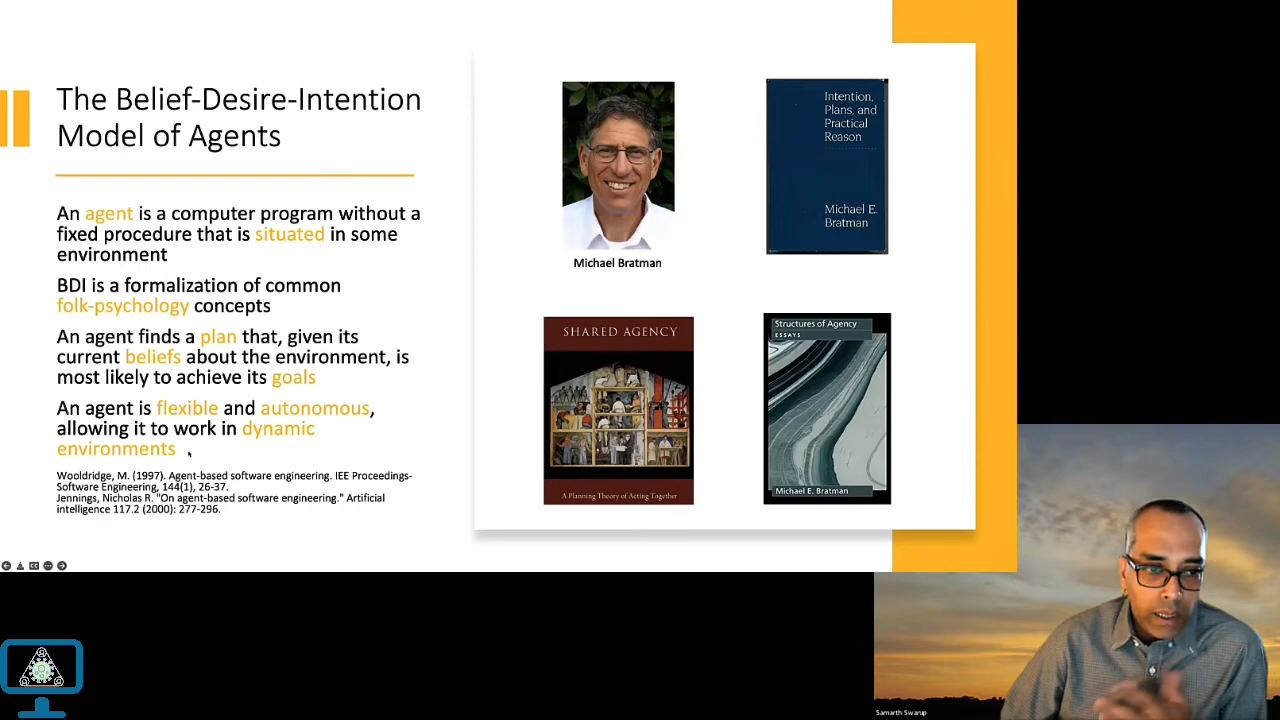 The Belief-Desire-Intention
Model of Agents
An agent is a computer program without a
fixed procedure that is situated in some
environment
BDI is a formalization of common
folk-psychology concepts
An agent finds a plan that, given its
current beliefs about the environment, is
most likely to achieve its goals
An agent is flexible and autonomous,
allowing it to work in dynamic
environments
Wooldridge, M. (1997). Agent-based software engineering. IEE Proceedings-
Software Engineering, 144(1), 26-37.
Jennings, Nicholas R. "On agent-based software engineering." Artificial
intelligence 117.2 (2000): 277-296.
Michael Bratman
Intention,
Plans, and
Practical
Reason
Michael E.
Bratman
SHARED AGENCY
A Planning Theory of Acting Together
Structures of Agency
ESSAYS
Michael E. Bratman
Samarth Swarup